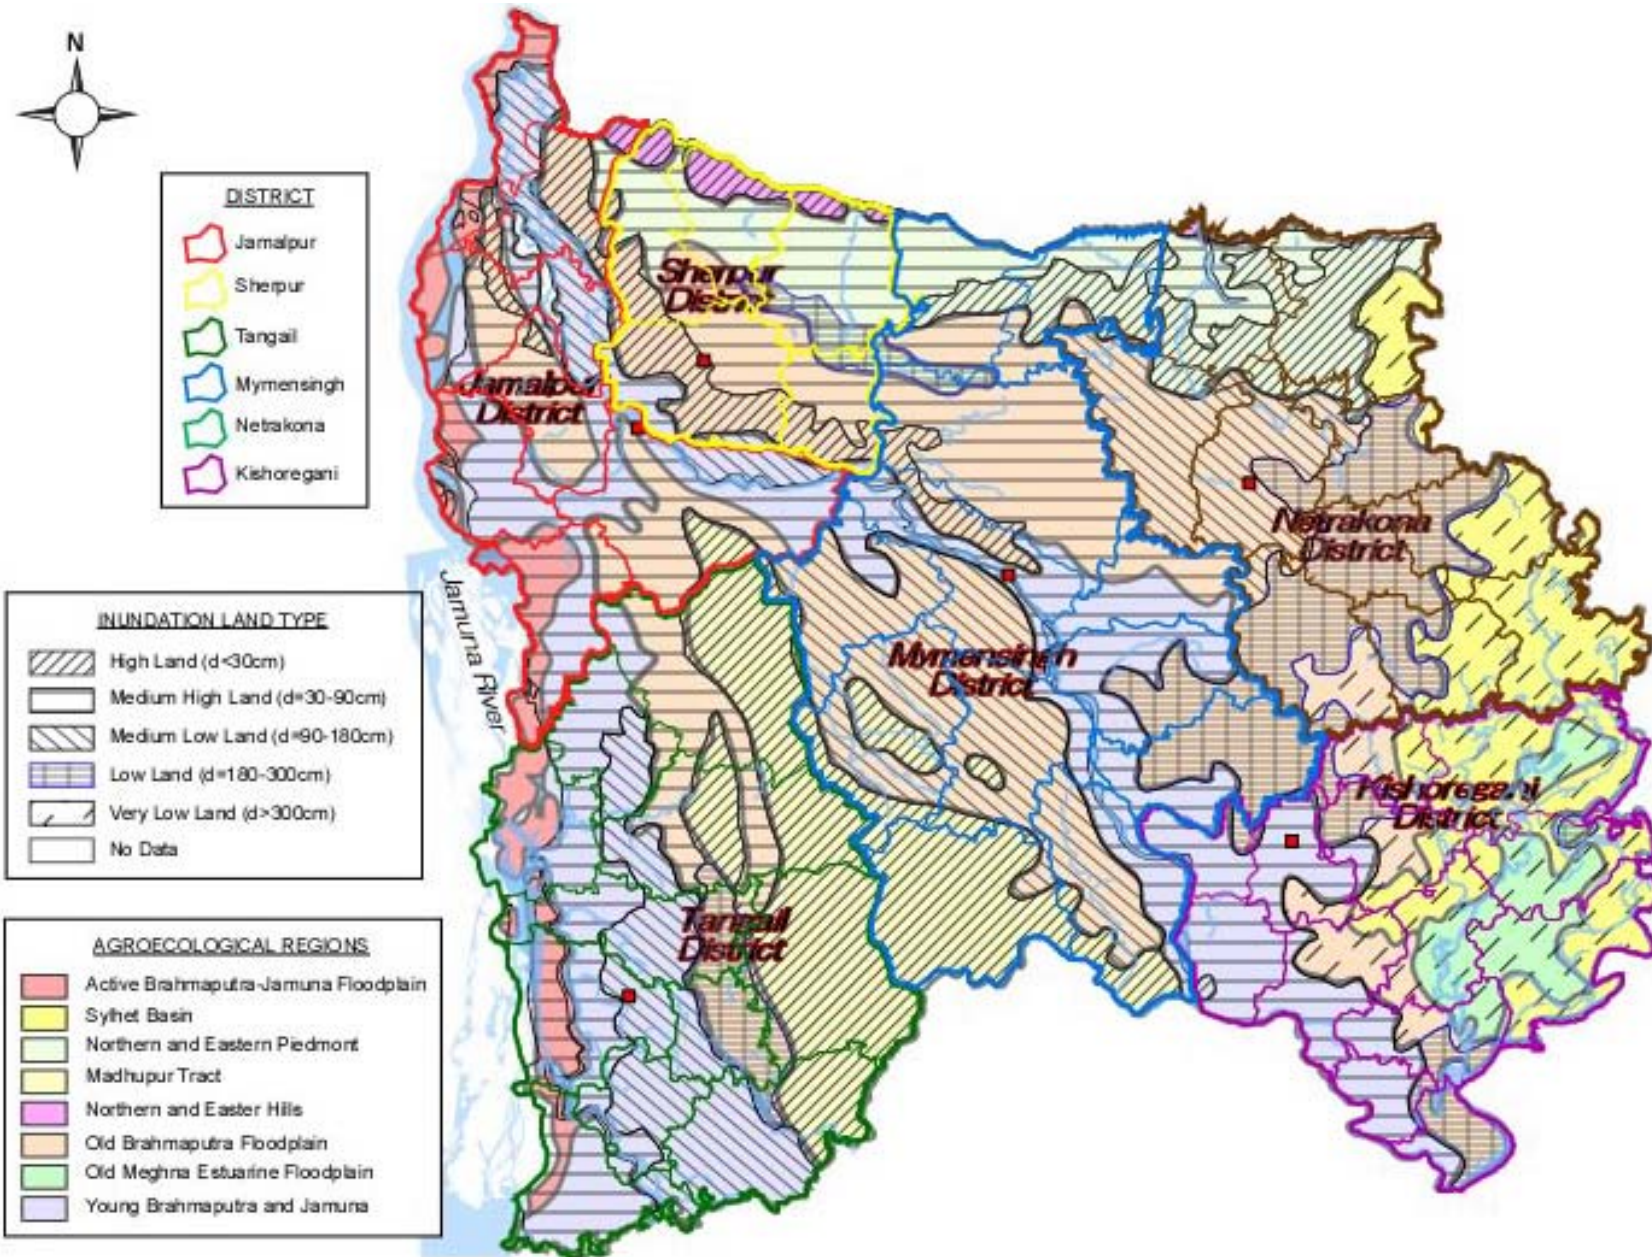 N
DISTRICT
Jamalpur
Sherpur
Tangail
Mymensingh
Netrakona
Kishoreganj
Sherpur
District
Jamalpur
District
Netrakona
District
Jamuna River
Mymensingh
District
Kishoreganj
District
Tangail
District
INUNDATION LAND TYPE
High Land (d<30cm)
Medium High Land (d=30-90cm)
Medium Low Land (d=90-180cm)
Low Land (d=180-300cm)
Very Low Land (d>300cm)
No Data
AGROECOLOGICAL REGIONS
Active Brahmaputra-Jamuna Floodplain
Sylhet Basin
Northern and Eastern Piedmont
Madhupur Tract
Northern and Easter Hills
Old Brahmaputra Floodplain
Old Meghna Estuarine Floodplain
Young Brahmaputra and Jamuna